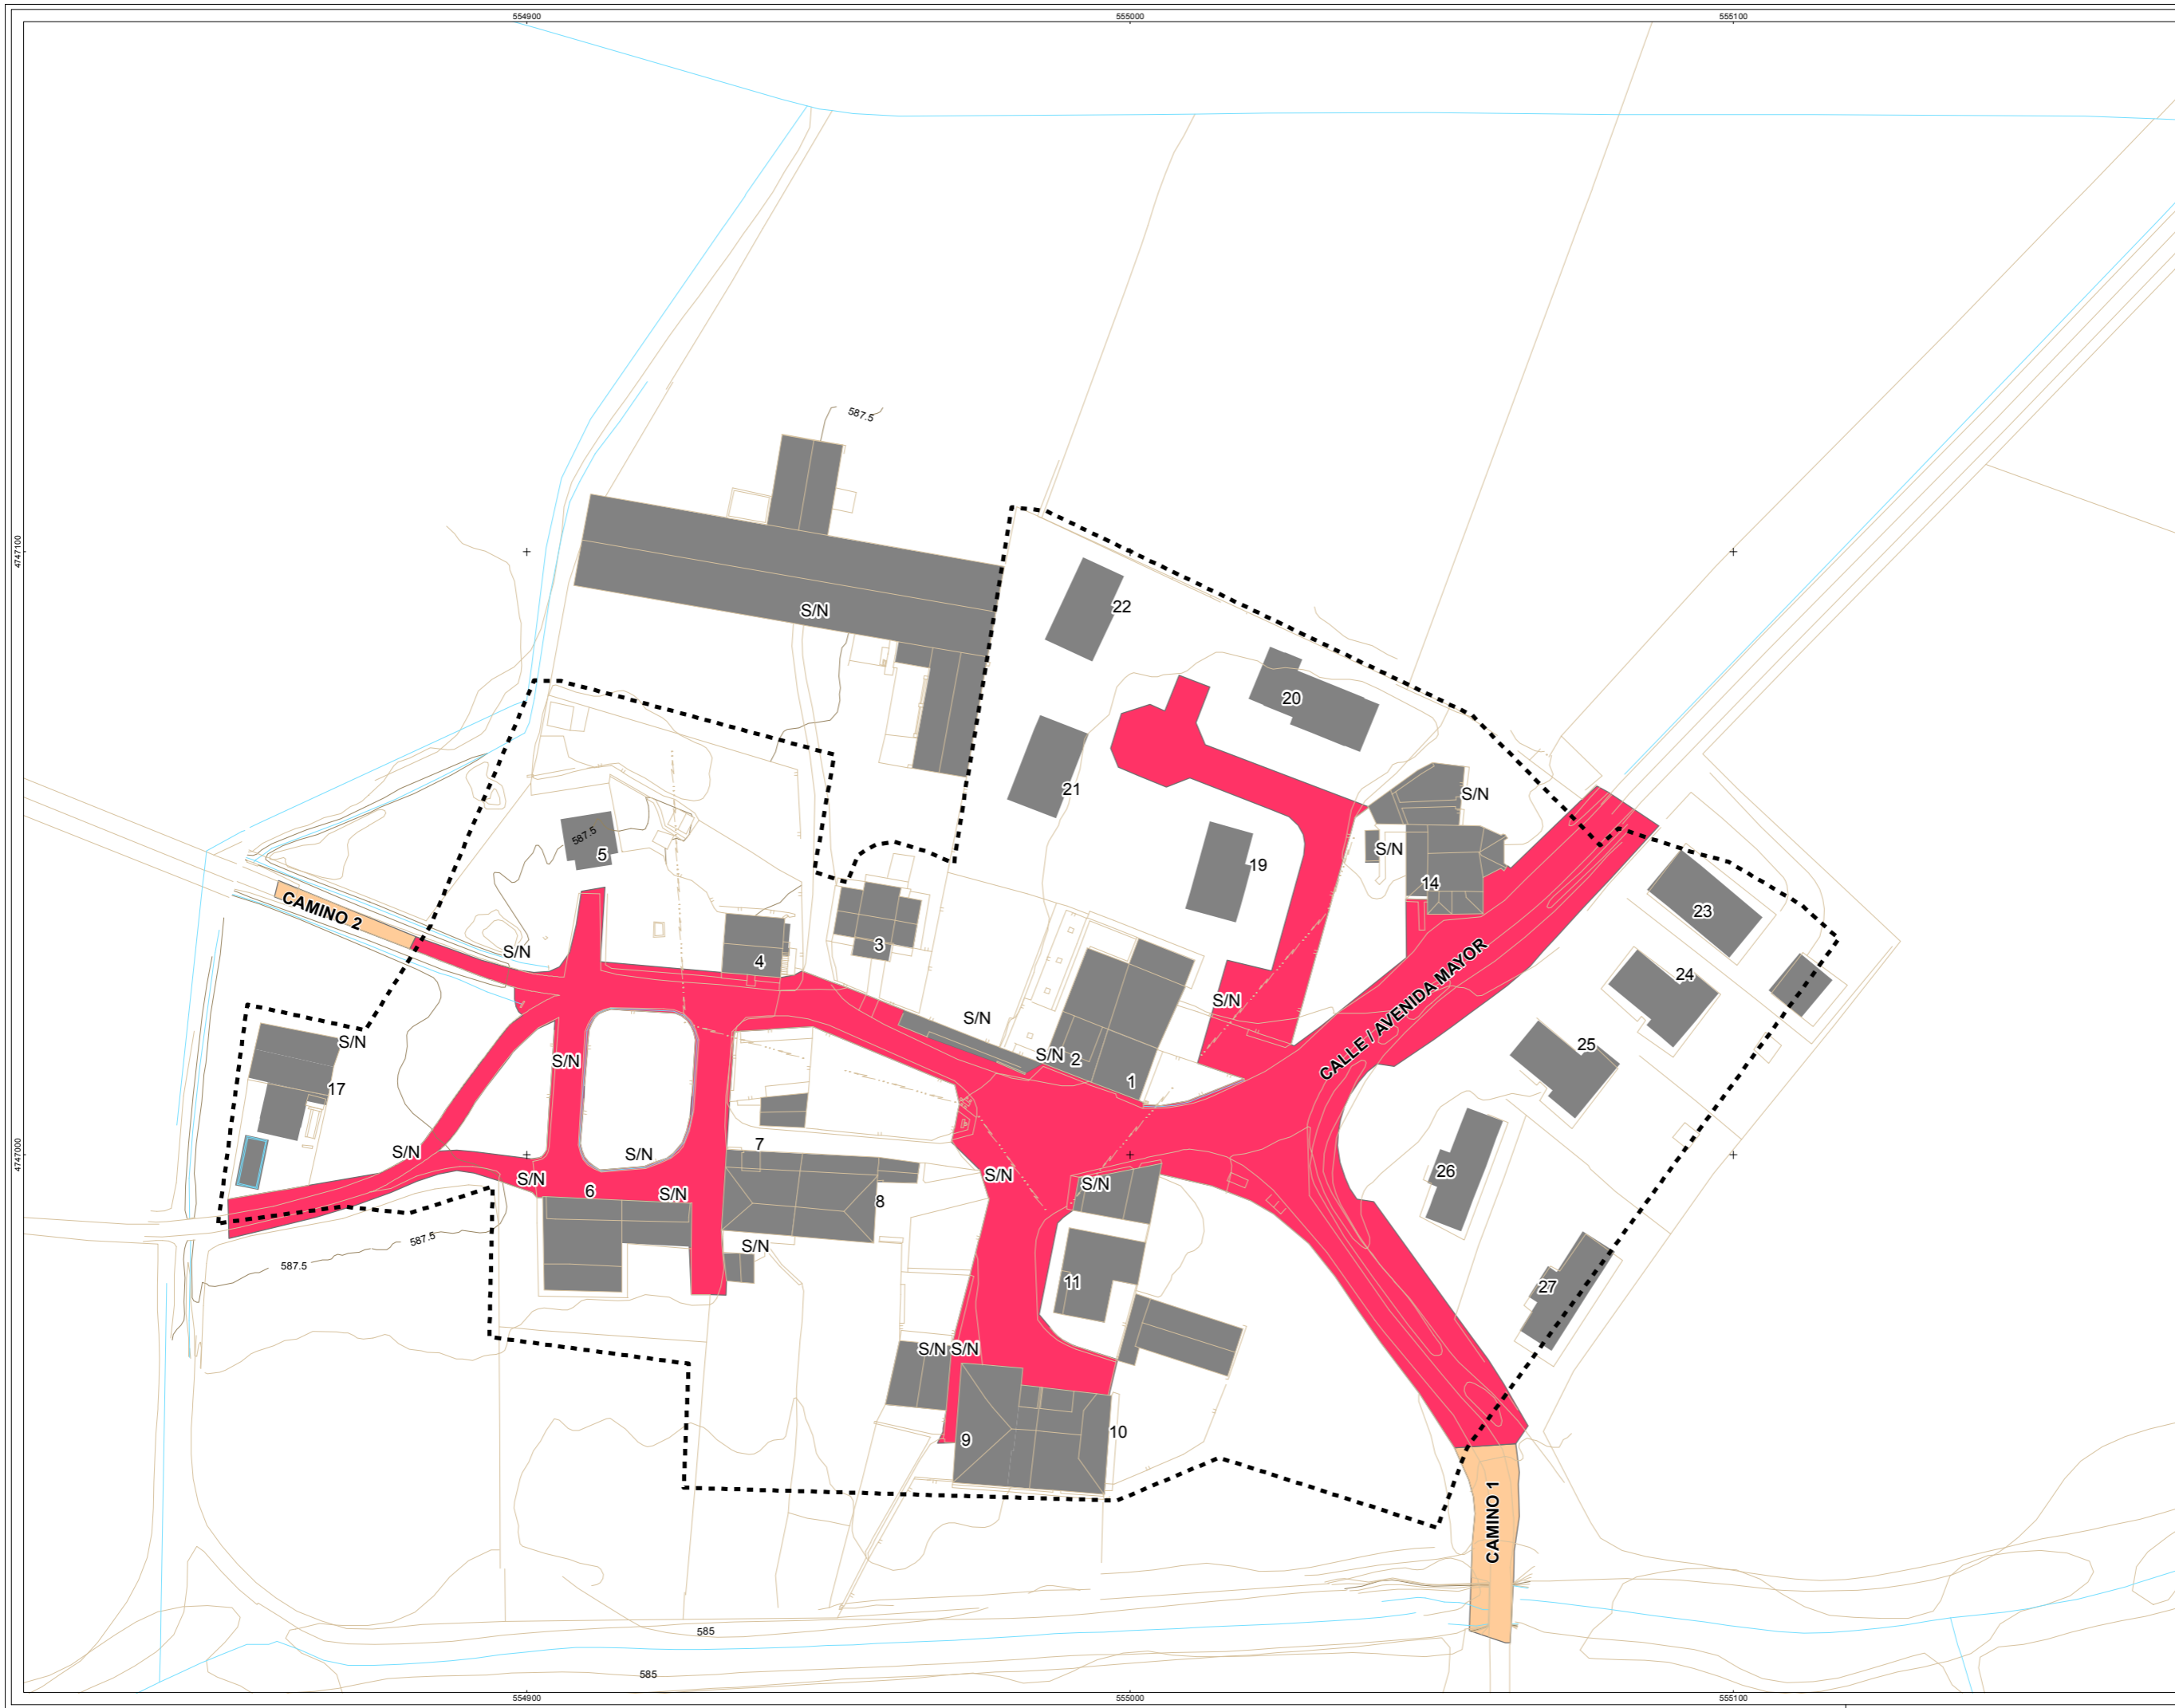 554900
555000
555100
587.5
4747100
S/N
22
20
21
S/N
587.5
5
19
S/N
14
23
CAMINO 2
S/N
3
4
24
CALLE / AVENIDA MAYOR
S/N
S/N
S/N
17
S/N
S/N
2
1
25
4747000
S/N
S/N
7
S/N
6
S/N
8
S/N
S/N
26
587.5
587.5
S/N
11
27
S/N
S/N
9
10
CAMINO 1
585
585
554900
555000
555100